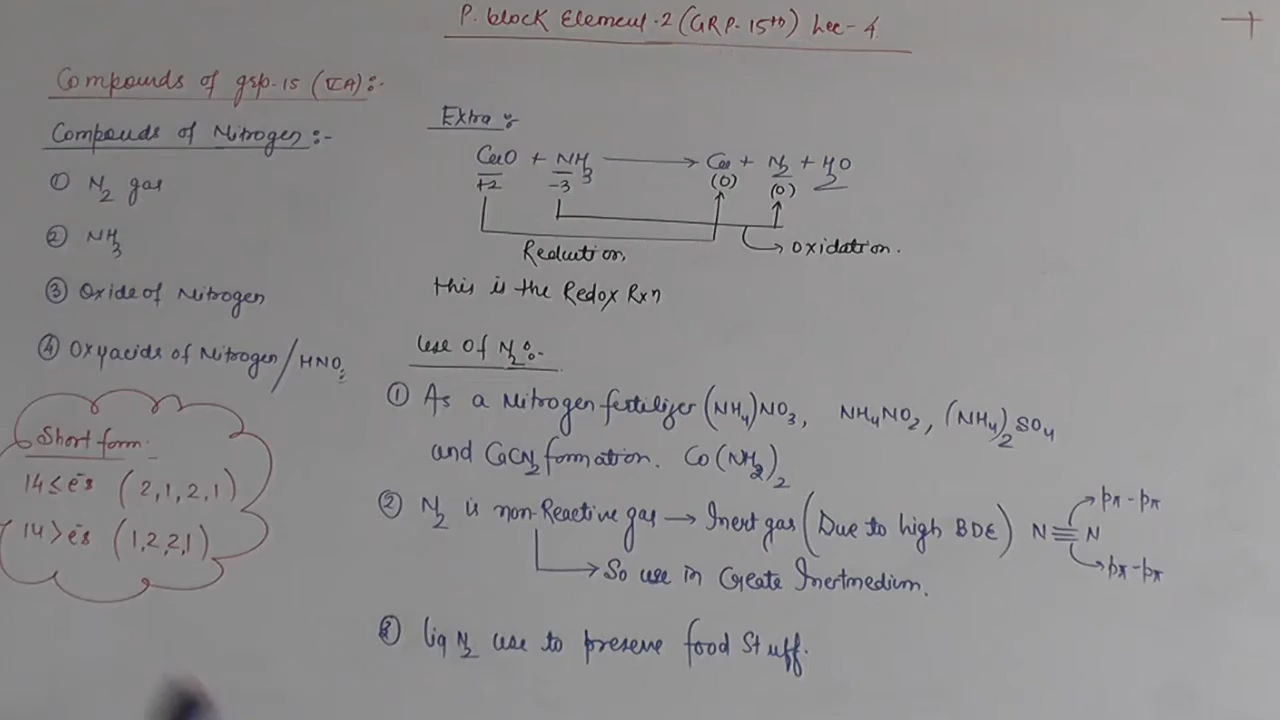 P. block Element-2 (GRP-15th) Lec-4
Compounds of grp-15 (VA):-
Compouds of Nitrogen:-
① N2 gas
② NH3
③ Oxide of Nitrogen
④ Oxyacids of Nitrogen/HNO3
Short form:-
14 ≤ es (2,1,2,1)
14 > es (1,2,2,1)
Extra:-
CuO + NH3 → Cu + N2 + H2O
+2 -3 (0) (0)
Reduction,
oxidation.
this is the Redox Rxn
Use Of N2:-
① As a Nitrogen fertilizer (NH4)NO3, NH4NO2, (NH4)2SO4
and CaCN2 formation. Co(NH2)2
② N2 is non-Reactive gas → Inert gas (Due to high BDE) N≡N
pπ-pπ
pπ-pπ
So use in Create Inertmedium.
③ liq N2 use to preseve food stuff.